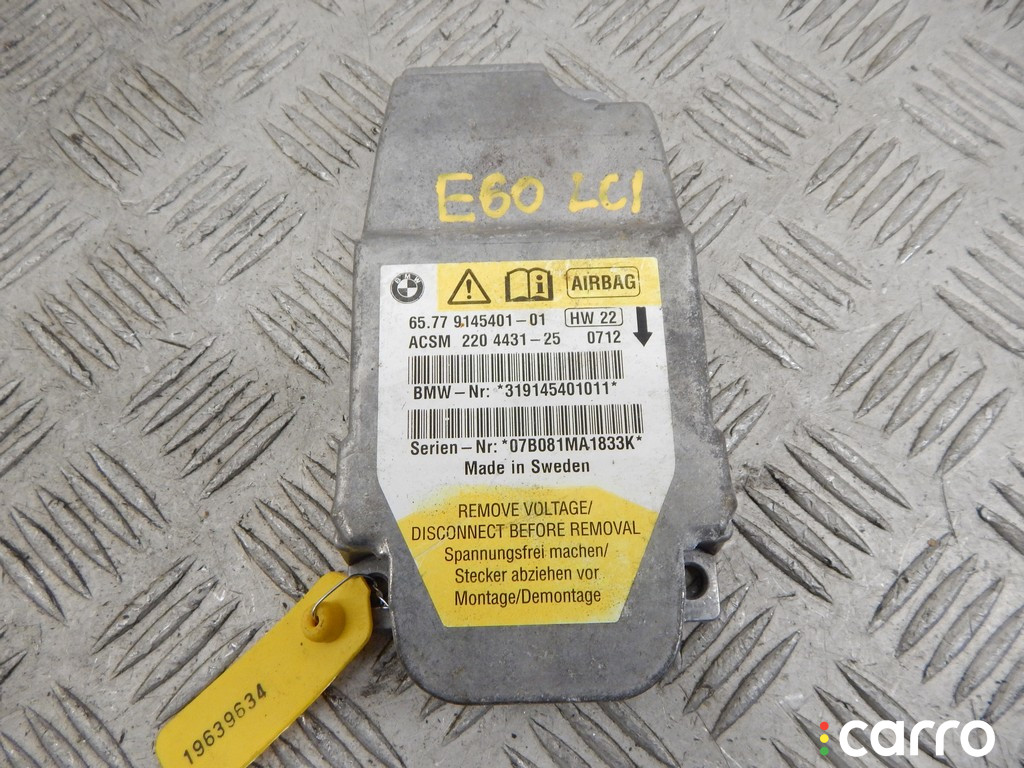 E60 LCI
BMW
AIRBAG
65.77 9145401-01 HW 22
ACSM 220 4431-25 0712
BMW-Nr: *319145401011*
Serien-Nr: *07B081MA1833K*
Made in Sweden
REMOVE VOLTAGE/
DISCONNECT BEFORE REMOVAL
Spannungsfrei machen/
Stecker abziehen vor
Montage/Demontage
19639634
carro